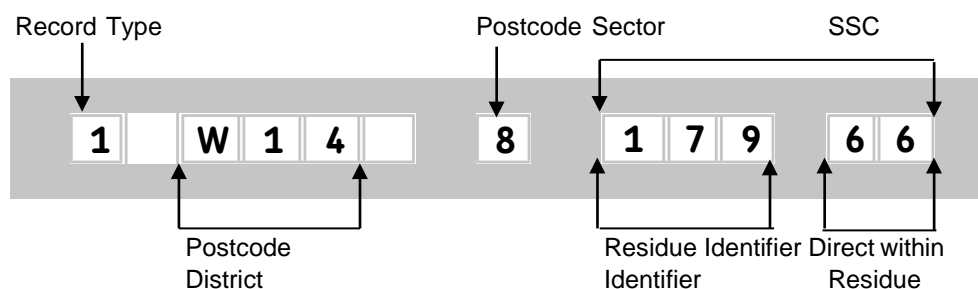 Record Type Postcode Sector SSC
1 W 1 4 8 1 7 9 6 6
Postcode Residue Identifier Direct within
District Identifier Residue